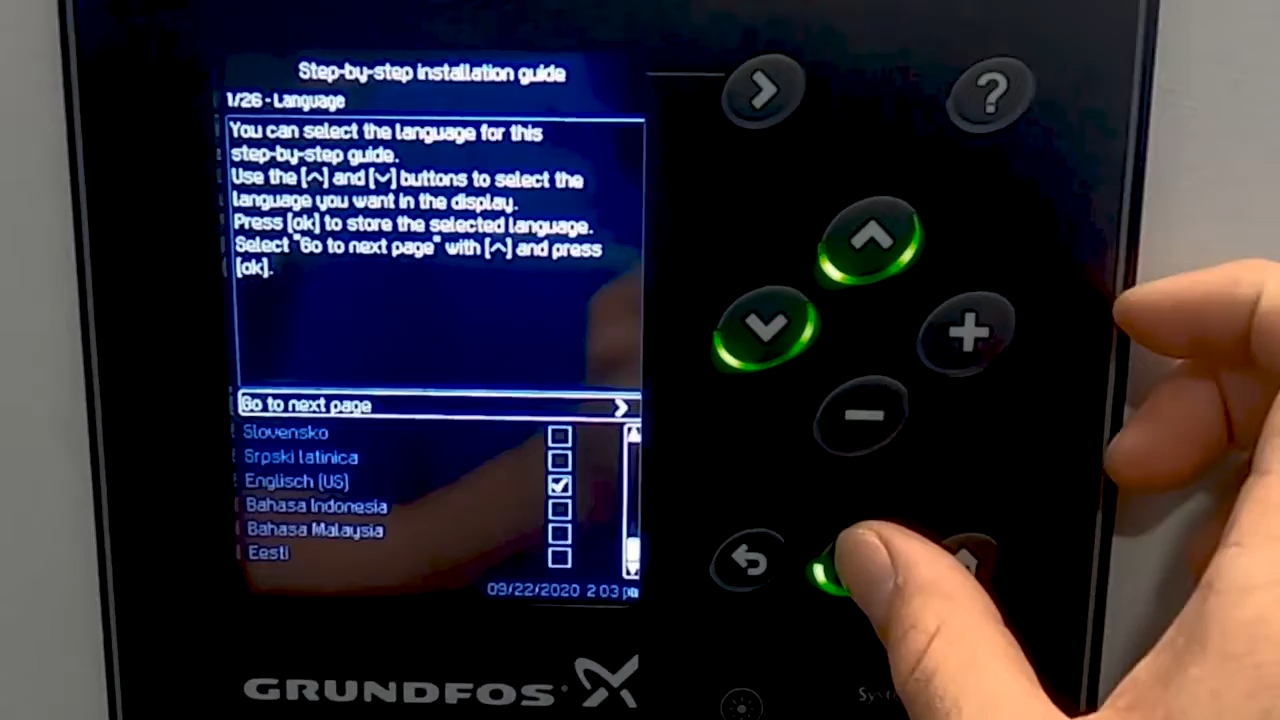 Step-by-step installation guide
1/26 - Language
You can select the language for this
step-by-step guide.
Use the [^] and [v] buttons to select the
language you want in the display.
Press [ok] to store the selected language.
Select "Go to next page" with [^] and press
[ok].
Go to next page
Slovensko
Srpski latinica
Englisch (US)
Bahasa Indonesia
Bahasa Malaysia
Eesti
09/22/2020 2:03 pm
GRUNDFOS
?